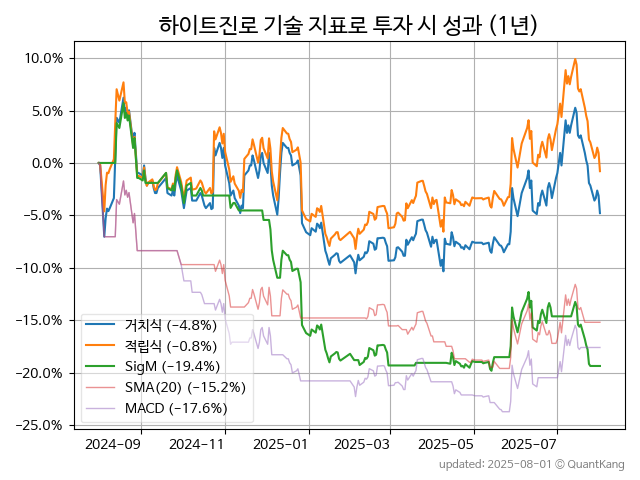 하이트진로 기술 지표로 투자 시 성과 (1년)
10.0%
5.0%
0.0%
−5.0%
−10.0%
−15.0%
−20.0%
−25.0%
거치식 (−4.8%)
적립식 (−0.8%)
SigM (−19.4%)
SMA(20) (−15.2%)
MACD (−17.6%)
2024-09 2024-11 2025-01 2025-03 2025-05 2025-07
updated: 2025-08-01 © QuantKang